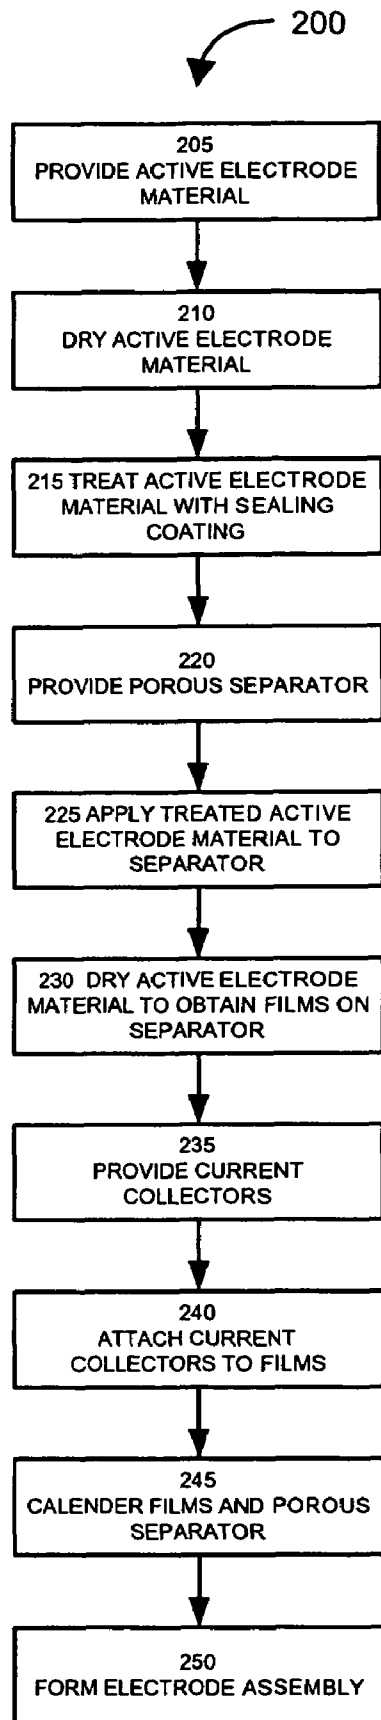 200
205
PROVIDE ACTIVE ELECTRODE
MATERIAL
210
DRY ACTIVE ELECTRODE
MATERIAL
215 TREAT ACTIVE ELECTRODE
MATERIAL WITH SEALING
COATING
220
PROVIDE POROUS SEPARATOR
225 APPLY TREATED ACTIVE
ELECTRODE MATERIAL TO
SEPARATOR
230 DRY ACTIVE ELECTRODE
MATERIAL TO OBTAIN FILMS ON
SEPARATOR
235
PROVIDE CURRENT
COLLECTORS
240
ATTACH CURRENT
COLLECTORS TO FILMS
245
CALENDER FILMS AND POROUS
SEPARATOR
250
FORM ELECTRODE ASSEMBLY